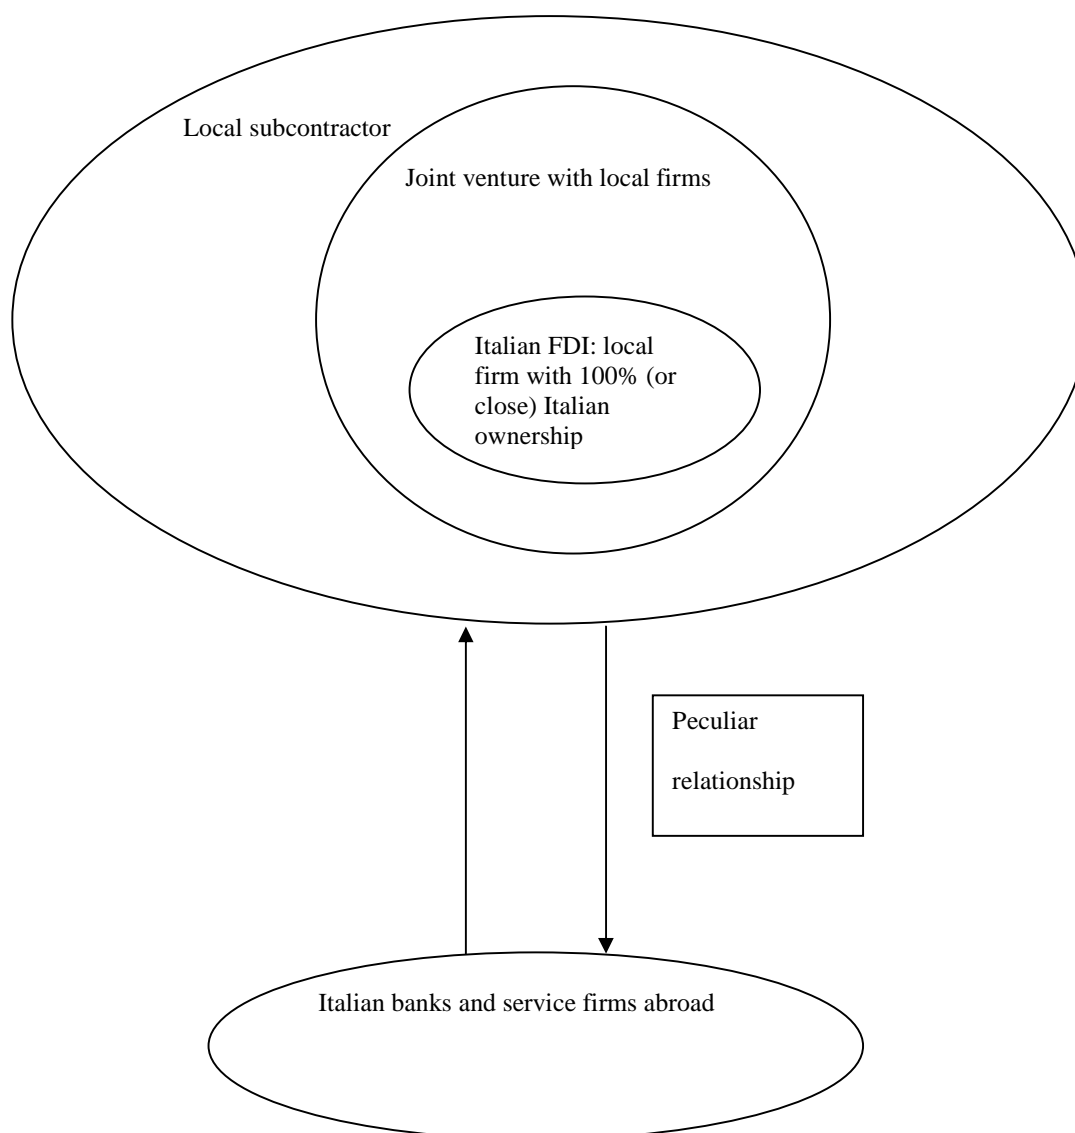 Local subcontractor
Joint venture with local firms
Italian FDI: local
firm with 100% (or
close) Italian
ownership
Peculiar
relationship
Italian banks and service firms abroad